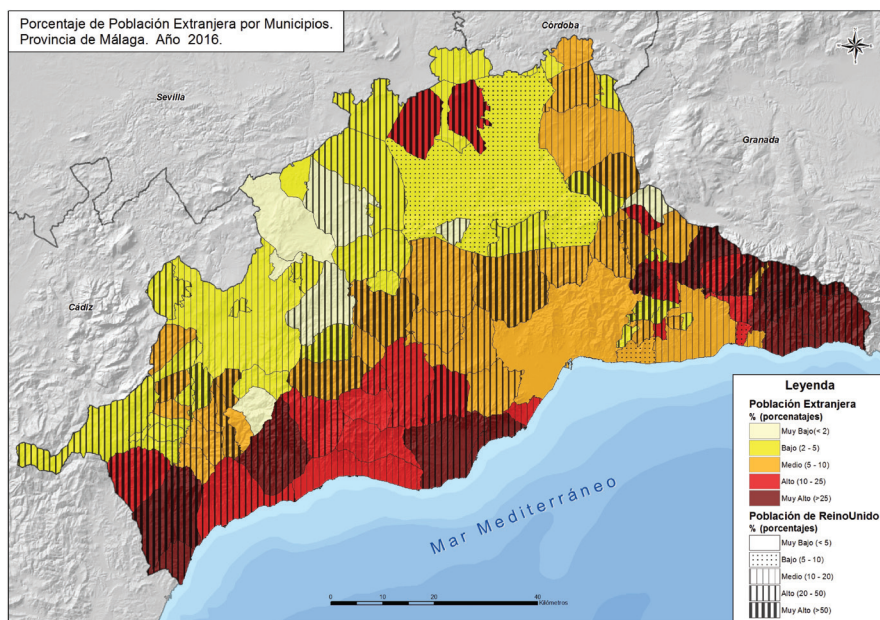 Porcentaje de Población Extranjera por Municipios.
Provincia de Málaga. Año 2016.
Córdoba
Sevilla
Granada
Cádiz
Mar Mediterráneo
0 5 10 20 40
Kilómetros
Leyenda
Población Extranjera
% (porcenatajes)
Muy Bajo(< 2)
Bajo (2 - 5)
Medio (5 - 10)
Alto (10 - 25)
Muy Alto (>25)
Población de ReinoUnido
% (porcentajes)
Muy Bajo (< 5)
Bajo (5 - 10)
Medio (10 - 20)
Alto (20 - 50)
Muy Alto (>50)